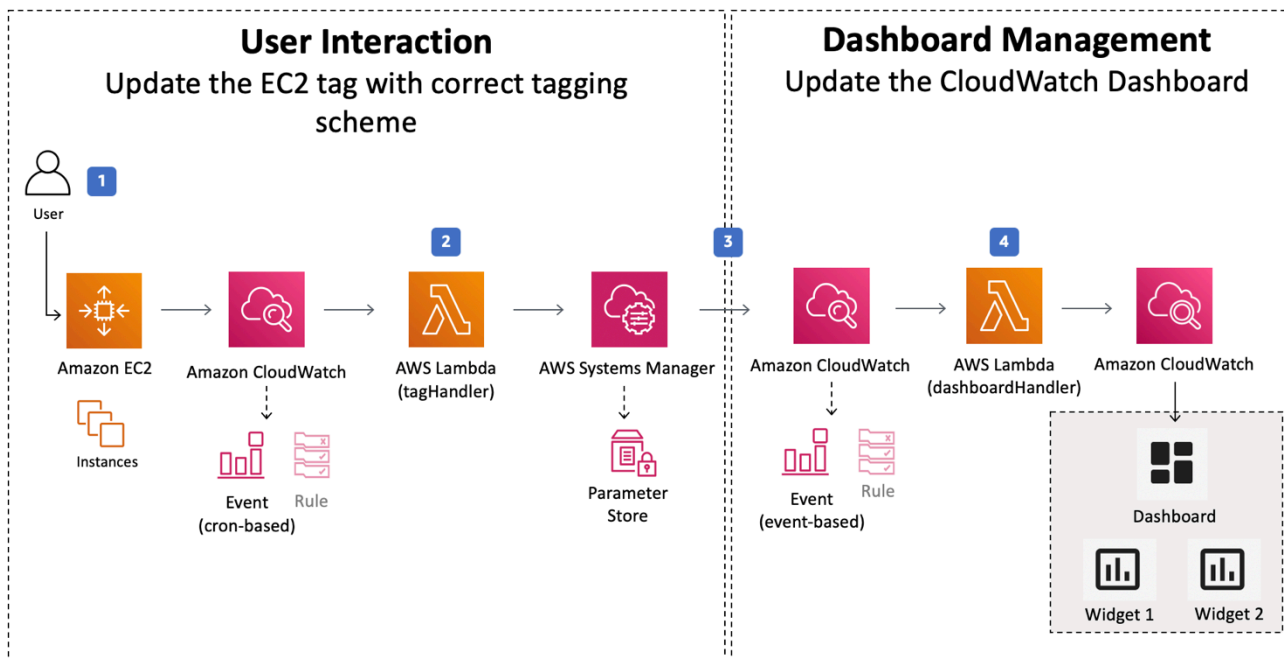 User Interaction
Update the EC2 tag with correct tagging
scheme
1
User
2
Amazon EC2
Amazon CloudWatch
AWS Lambda
(tagHandler)
AWS Systems Manager
Instances
Event
(cron-based)
Rule
Parameter
Store
3
Dashboard Management
Update the CloudWatch Dashboard
4
Amazon CloudWatch
AWS Lambda
(dashboardHandler)
Amazon CloudWatch
Event
(event-based)
Rule
Dashboard
Widget 1
Widget 2